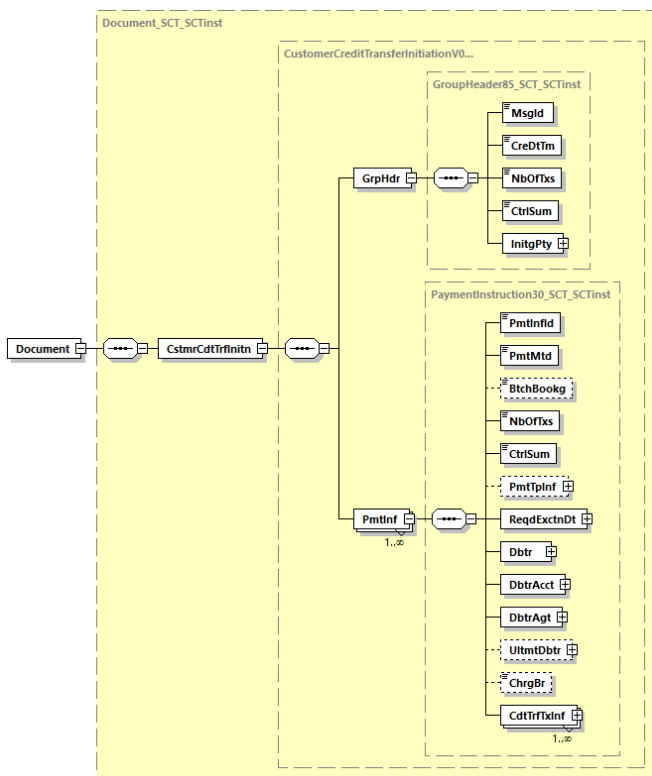 Document_SCT_SCTinst
CustomerCreditTransferInitiationV0...
GroupHeader85_SCT_SCTinst
MsgId
CreDtTm
GrpHdr
NbOfTxs
CtrlSum
InitgPty
PaymentInstruction30_SCT_SCTinst
PmtInfId
Document
CstmrCdtTrfInitn
PmtMtd
BtchBookg
NbOfTxs
CtrlSum
PmtTpInf
PmtInf
1..∞
ReqdExctnDt
Dbtr
DbtrAcct
DbtrAgt
UltmtDbtr
ChrgBr
CdtTrfTxInf
1..∞